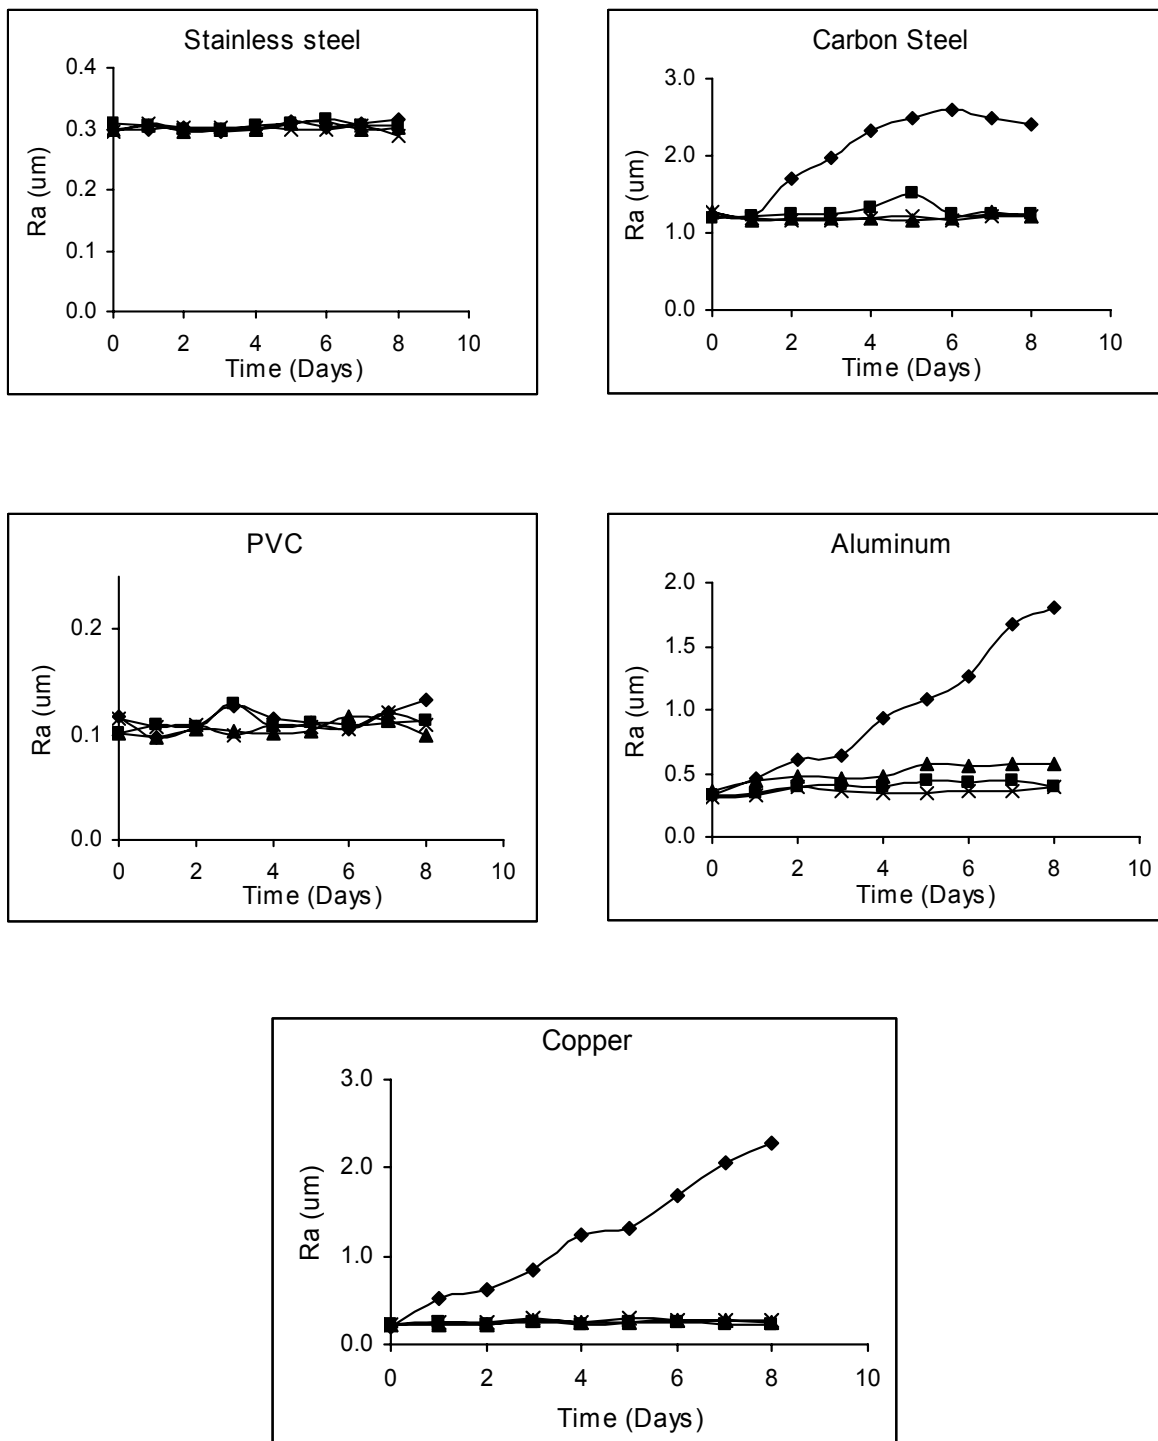 Stainless steel
0.4
0.3
0.2
0.1
0.0
Ra (um)
0 2 4 6 8 10
Time (Days)
Carbon Steel
3.0
2.0
1.0
0.0
Ra (um)
0 2 4 6 8 10
Time (Days)
PVC
0.2
0.1
0.0
Ra (um)
0 2 4 6 8 10
Time (Days)
Aluminum
2.0
1.5
1.0
0.5
0.0
Ra (um)
0 2 4 6 8 10
Time (Days)
Copper
3.0
2.0
1.0
0.0
Ra (um)
0 2 4 6 8 10
Time (Days)